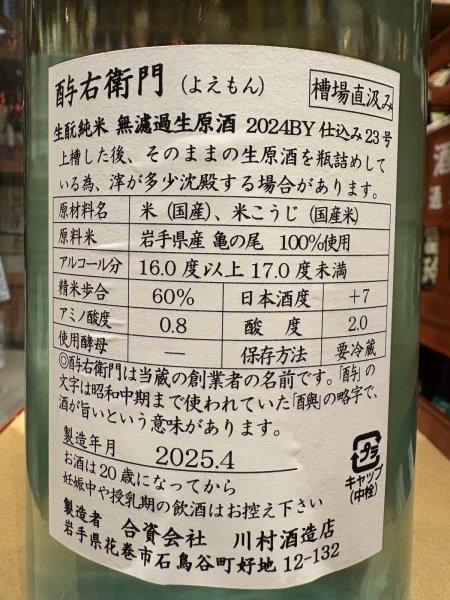 酉与右衛門 (よえもん) 槽場直汲み
生酛純米 無濾過生原酒 2024BY 仕込み23号
上槽した後、そのままの生原酒を瓶詰めして
いる為、滓が多少沈殿する場合があります。
原材料名 米(国産)、米こうじ(国産米)
原料米 岩手県産 亀の尾 100%使用
アルコール分 16.0度以上17.0度未満
精米歩合 60% 日本酒度 +7
アミノ酸度 0.8 酸度 2.0
使用酵母 — 保存方法 要冷蔵
◎酉与右衛門は当蔵の創業者の名前です。「酉与」の
文字は昭和中期まで使われていた「酉與」の略字で、
酒が旨いという意味があります。
製造年月 2025.4
お酒は20歳になってから
妊娠中や授乳期の飲酒はお控え下さい
プラ
キャップ
(中栓)
製造者 合資会社 川村酒造店
岩手県花巻市石鳥谷町好地12-132